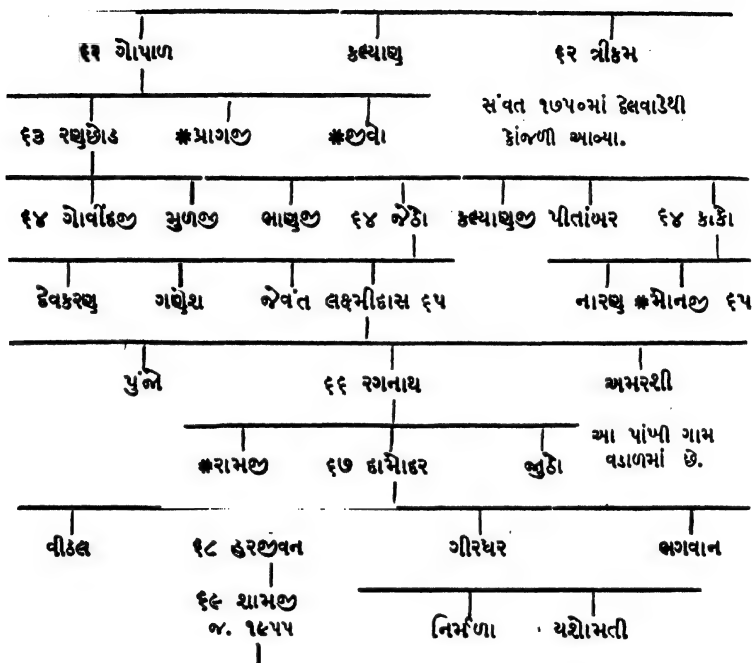 ૬૨ ગોપાળ કલ્યાણ ૬૨ ત્રીકમ
સંવત ૧૭૫૦માં દેલવાડેથી
૬૩ રણછોડ #પ્રાગજી #જીવો
કાંજળી આવ્યા.
૬૪ ગોવીંદજી મુળજી ભાણજી ૬૪ જેઠો કલ્યાણજી પીતાંબર ૬૪ કાકો
દેવકરણ ગણેશ જેવંત લક્ષ્મીદાસ ૬૫ નારણ #મોનજી ૬૫
પુંજો ૬૬ રગનાથ અમરશી
આ પાંખી ગામ
#રામજી ૬૭ દામોદર જુઠો
વડાળમાં છે.
વીઠલ ૬૮ હરજીવન ગીરધર ભગવાન
૬૯ શામજી
જ. ૧૯૫૫ નિર્મળા યશોમતી